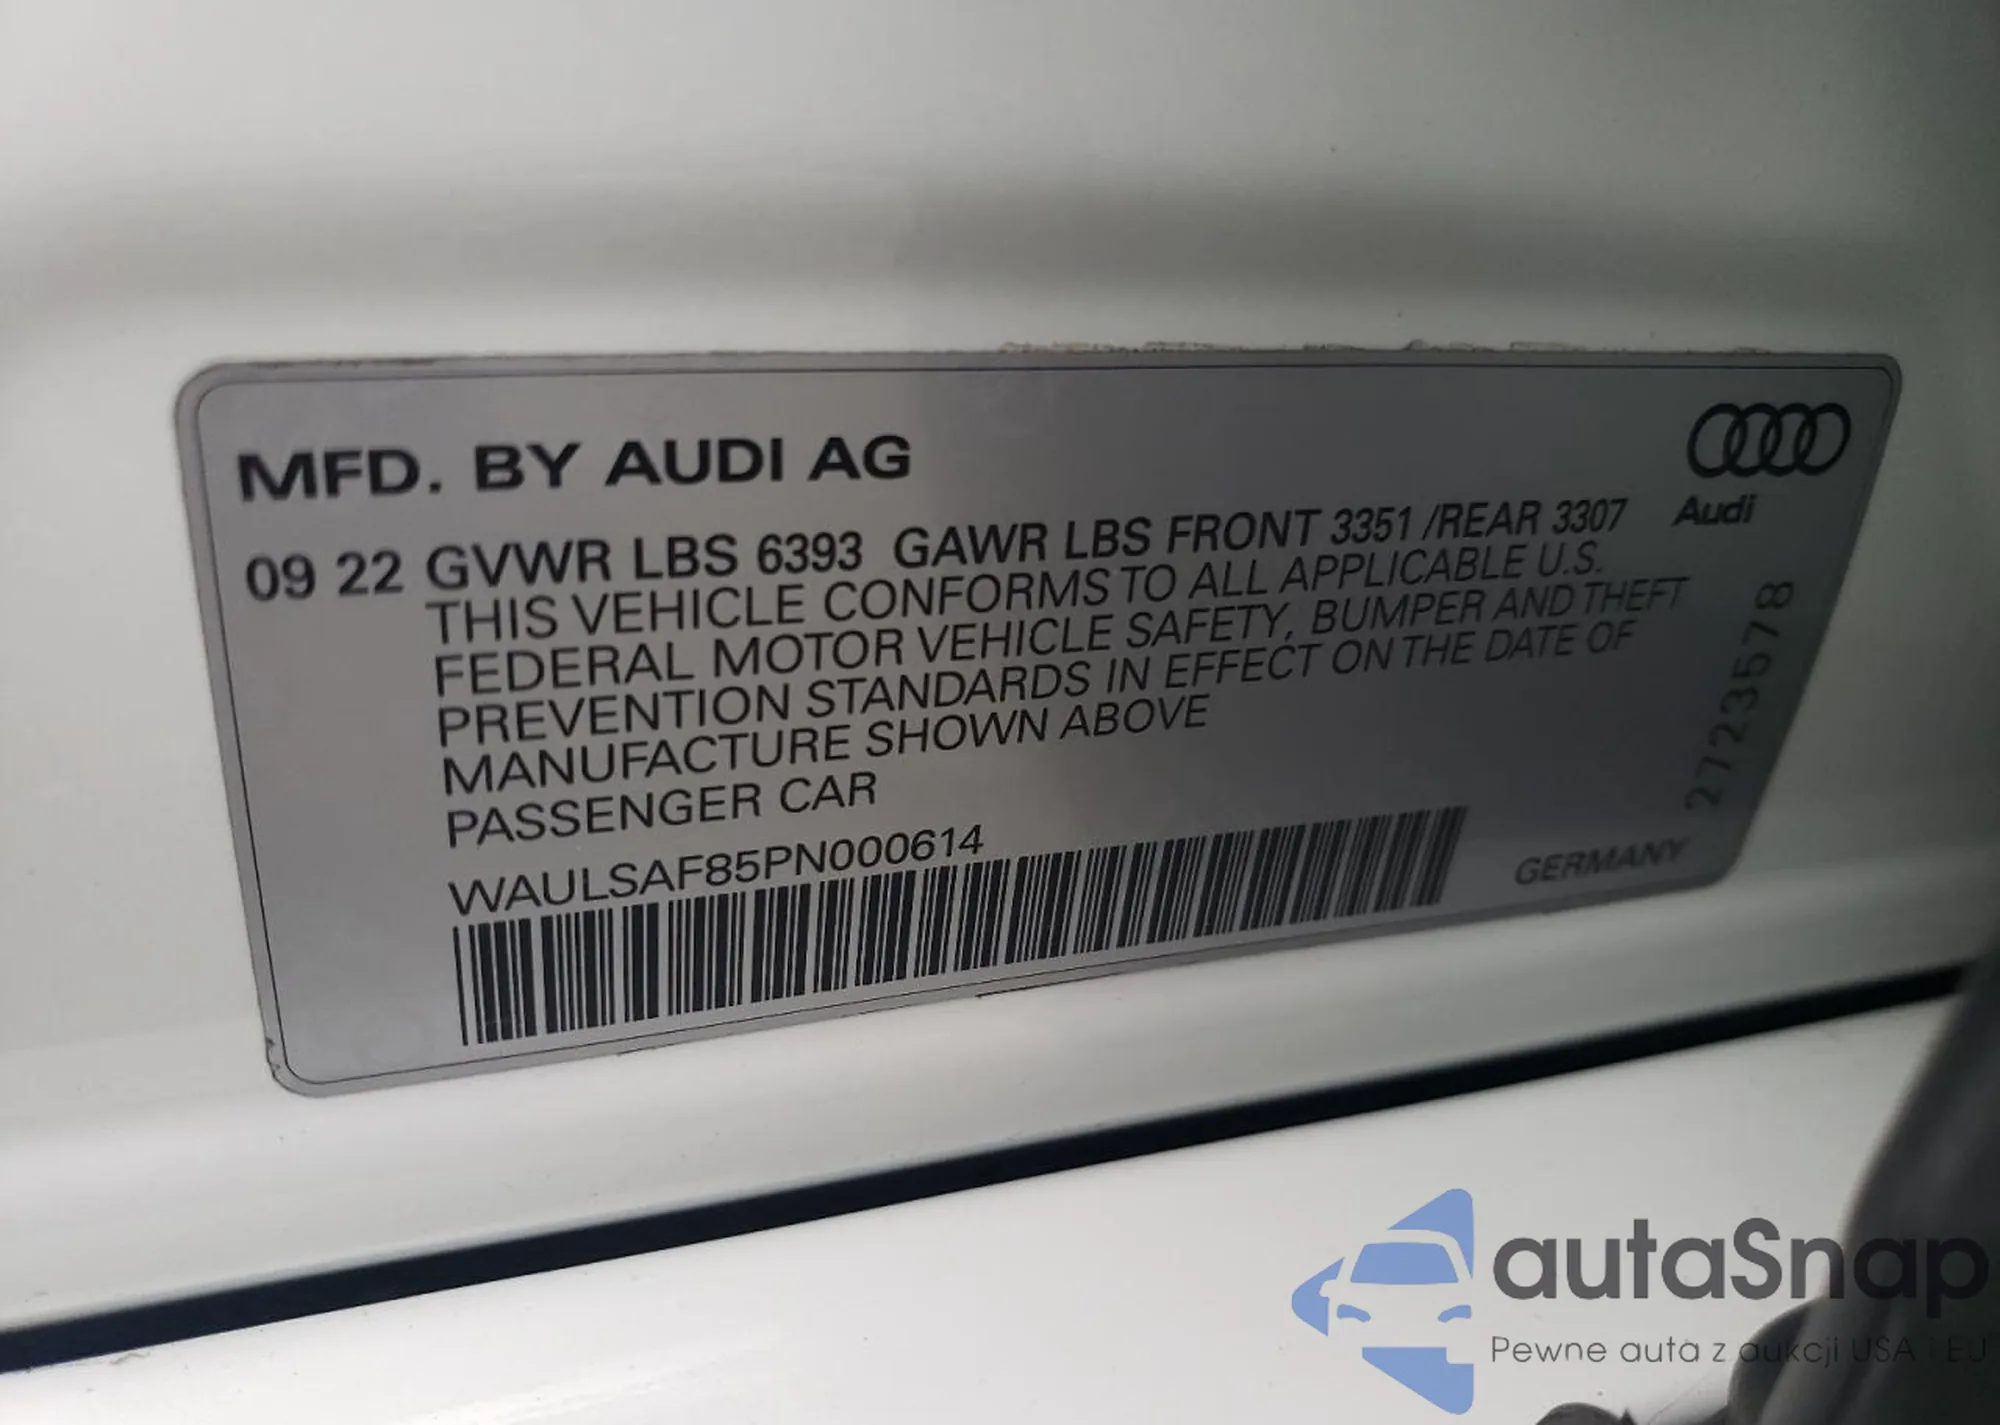 MFD. BY AUDI AG
Audi
09 22 GVWR LBS 6393 GAWR LBS FRONT 3351 /REAR 3307
THIS VEHICLE CONFORMS TO ALL APPLICABLE U.S.
FEDERAL MOTOR VEHICLE SAFETY, BUMPER AND THEFT
PREVENTION STANDARDS IN EFFECT ON THE DATE OF
MANUFACTURE SHOWN ABOVE
PASSENGER CAR
WAULSAF85PN000614
GERMANY
27235578
autaSnap
Pewne auta z aukcji USA i EU